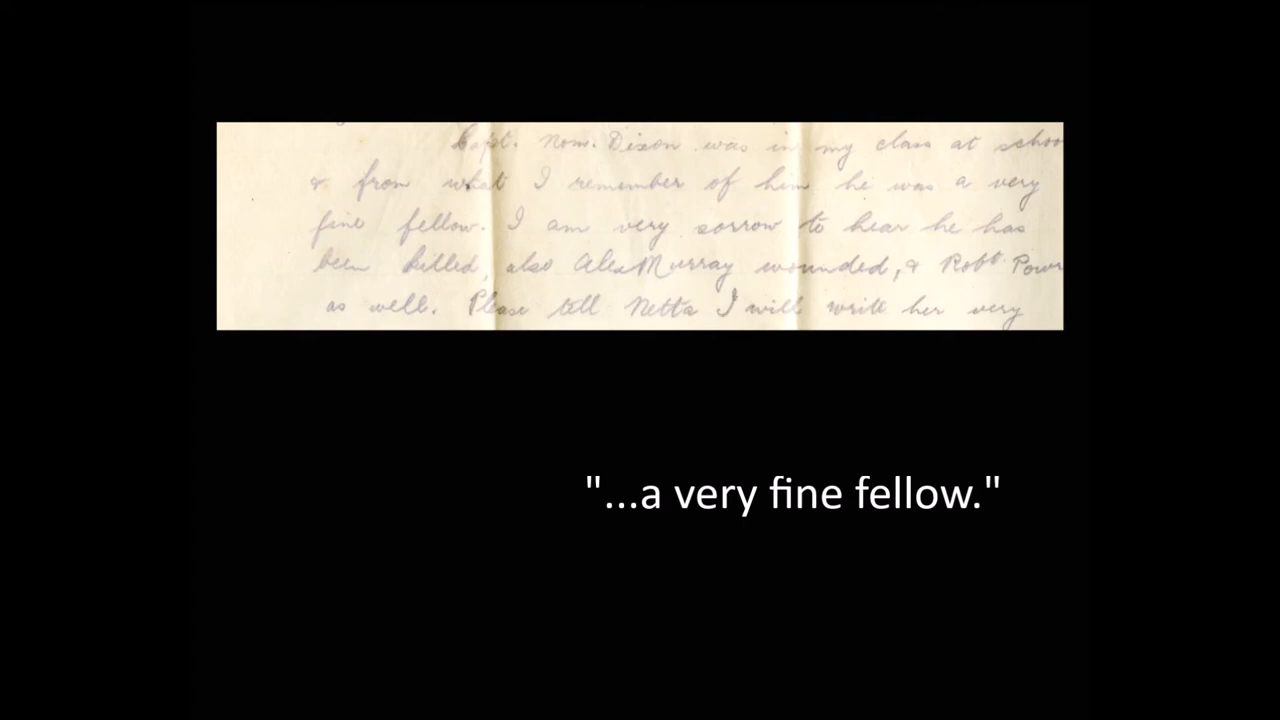 Capt. Nom. Dixon was in my class at schoo
& from what I remember of him he was a very
fine fellow. I am very sorrow to hear he has
been killed, also Alex Murray wounded, & Robt. Powr
as well. Please tell Netta I will write her very
"...a very fine fellow."